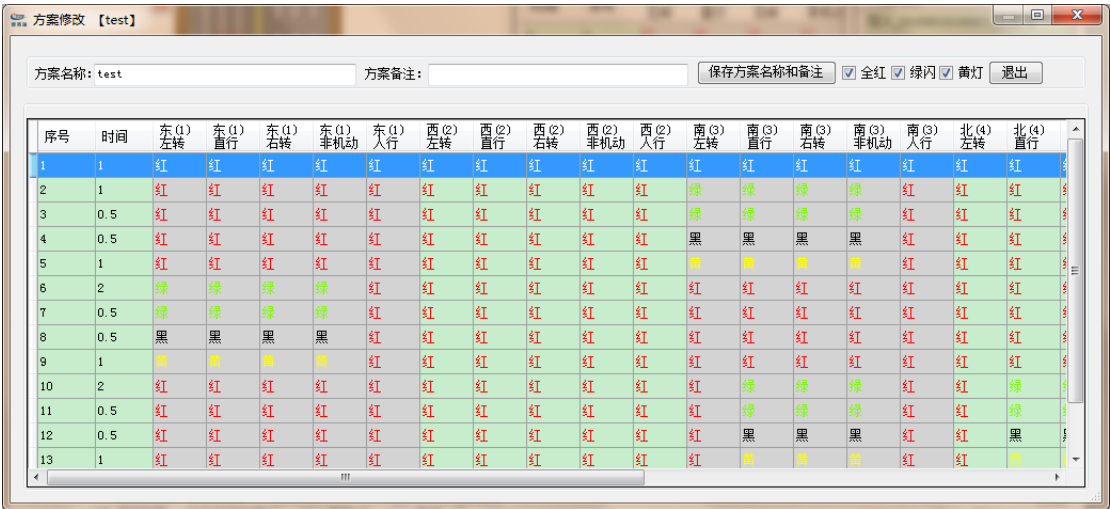 方案修改 【test】
方案名称: test 方案备注: 保存方案名称和备注 全红 绿闪 黄灯 退出
序号 时间 东(1)左转 东(1)直行 东(1)右转 东(1)非机动 东(1)人行 西(2)左转 西(2)直行 西(2)右转 西(2)非机动 西(2)人行 南(3)左转 南(3)直行 南(3)右转 南(3)非机动 南(3)人行 北(4)左转 北(4)直行
1 1 红 红 红 红 红 红 红 红 红 红 红 红 红 红 红 红 红
2 1 红 红 红 红 红 红 红 红 红 红 绿 绿 绿 绿 红 红 红
3 0.5 红 红 红 红 红 红 红 红 红 红 绿 绿 绿 绿 红 红 红
4 0.5 红 红 红 红 红 红 红 红 红 红 黑 黑 黑 黑 红 红 红
5 1 红 红 红 红 红 红 红 红 红 红 黄 黄 黄 黄 红 红 红
6 2 绿 绿 绿 绿 红 红 红 红 红 红 红 红 红 红 红 红 红
7 0.5 绿 绿 绿 绿 红 红 红 红 红 红 红 红 红 红 红 红 红
8 0.5 黑 黑 黑 黑 红 红 红 红 红 红 红 红 红 红 红 红 红
9 1 黄 黄 黄 黄 红 红 红 红 红 红 红 红 红 红 红 红 红
10 2 红 红 红 红 红 红 红 红 红 红 红 绿 绿 绿 红 红 绿
11 0.5 红 红 红 红 红 红 红 红 红 红 红 绿 绿 绿 红 红 绿
12 0.5 红 红 红 红 红 红 红 红 红 红 红 黑 黑 黑 红 红 黑
13 1 红 红 红 红 红 红 红 红 红 红 红 黄 黄 黄 红 红 黄